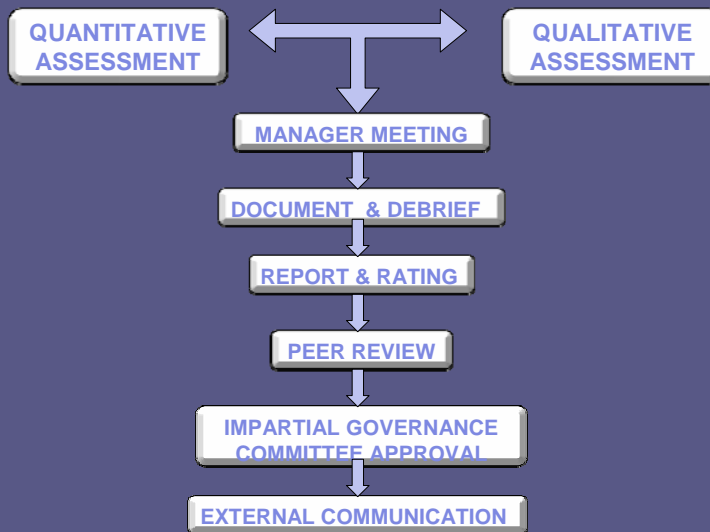 QUANTITATIVE
ASSESSMENT
QUALITATIVE
ASSESSMENT
MANAGER MEETING
DOCUMENT & DEBRIEF
REPORT & RATING
PEER REVIEW
IMPARTIAL GOVERNANCE
COMMITTEE APPROVAL
EXTERNAL COMMUNICATION